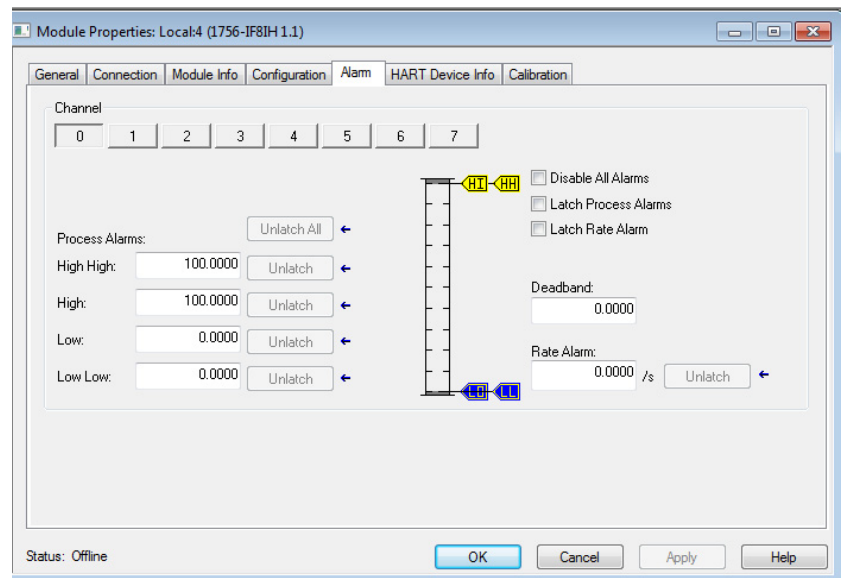 Module Properties: Local:4 (1756-IF8IH 1.1)
General Connection Module Info Configuration Alarm HART Device Info Calibration
Channel
0 1 2 3 4 5 6 7
HI HH
Disable All Alarms
Latch Process Alarms
Latch Rate Alarm
Process Alarms: Unlatch All
High High: 100.0000 Unlatch
High: 100.0000 Unlatch
Low: 0.0000 Unlatch
Low Low: 0.0000 Unlatch
Deadband:
0.0000
Rate Alarm:
0.0000 /s Unlatch
LO LL
Status: Offline OK Cancel Apply Help